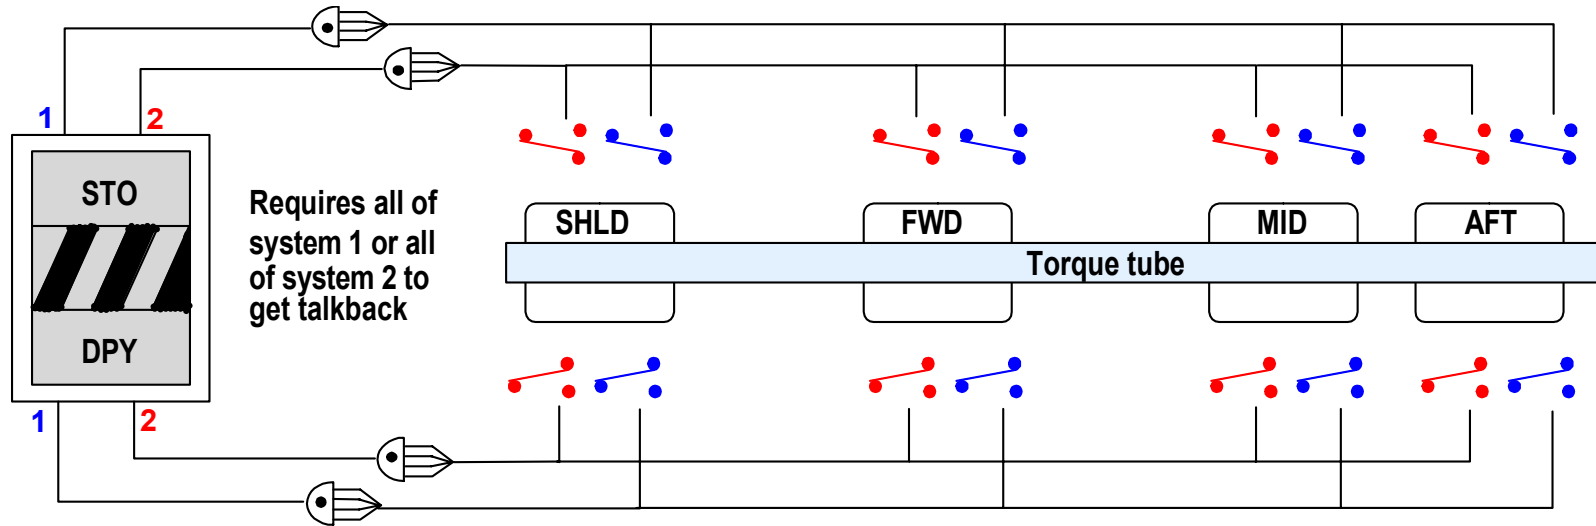 1
2
STO
DPY
1
2
Requires all of
system 1 or all
of system 2 to
get talkback
SHLD
FWD
MID
AFT
Torque tube